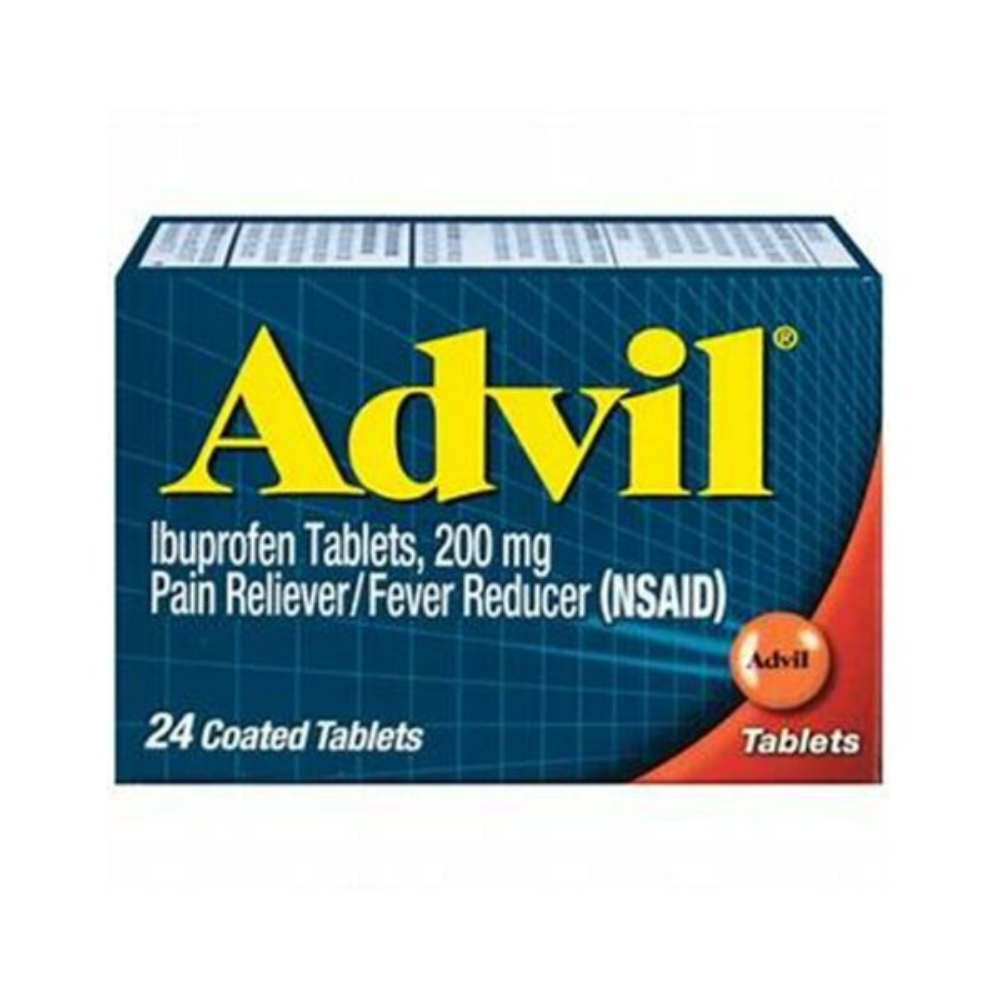 Advil®
Ibuprofen Tablets, 200 mg
Pain Reliever/Fever Reducer (NSAID)
Advil
24 Coated Tablets
Tablets